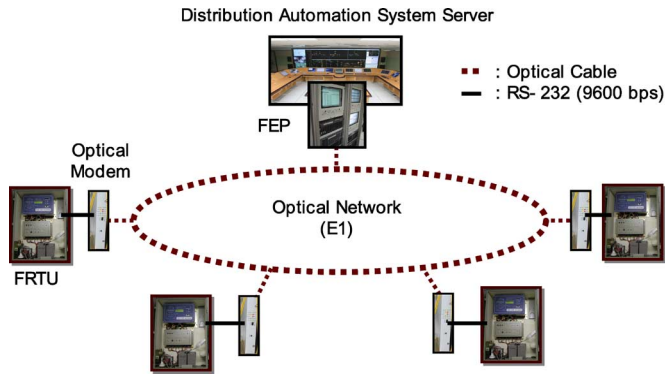 Distribution Automation System Server
: Optical Cable
: RS- 232 (9600 bps)
FEP
Optical
Modem
Optical Network
(E1)
FRTU